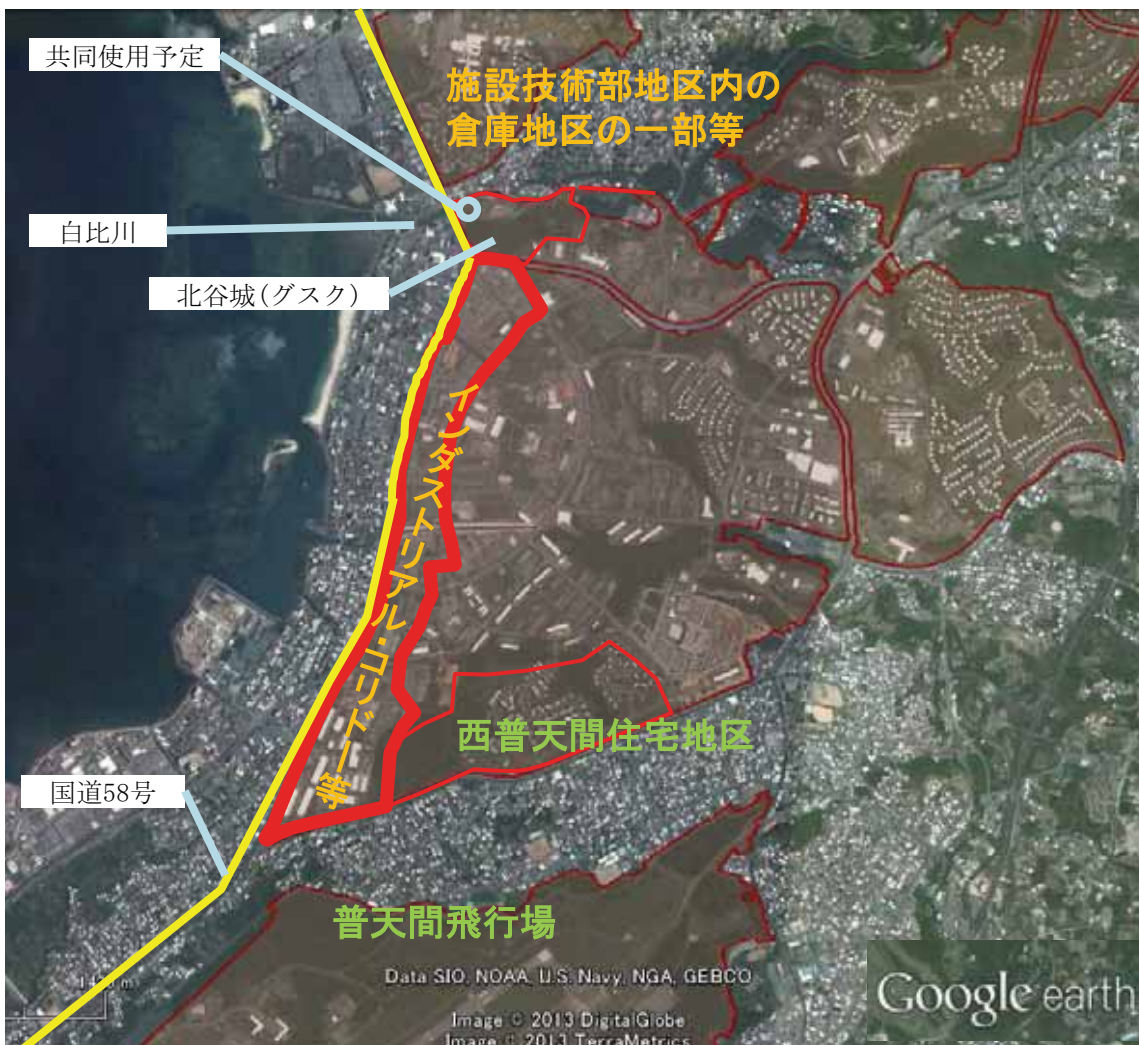 共同使用予定
施設技術部地区内の
倉庫地区の一部等
白比川
北谷城(グスク)
インダストリアル・コリドー等
西普天間住宅地区
国道58号
普天間飛行場
Data SIO, NOAA, U.S. Navy, NGA, GEBCO
Image © 2013 DigitalGlobe
Image © 2013 TerraMetrics
Google earth